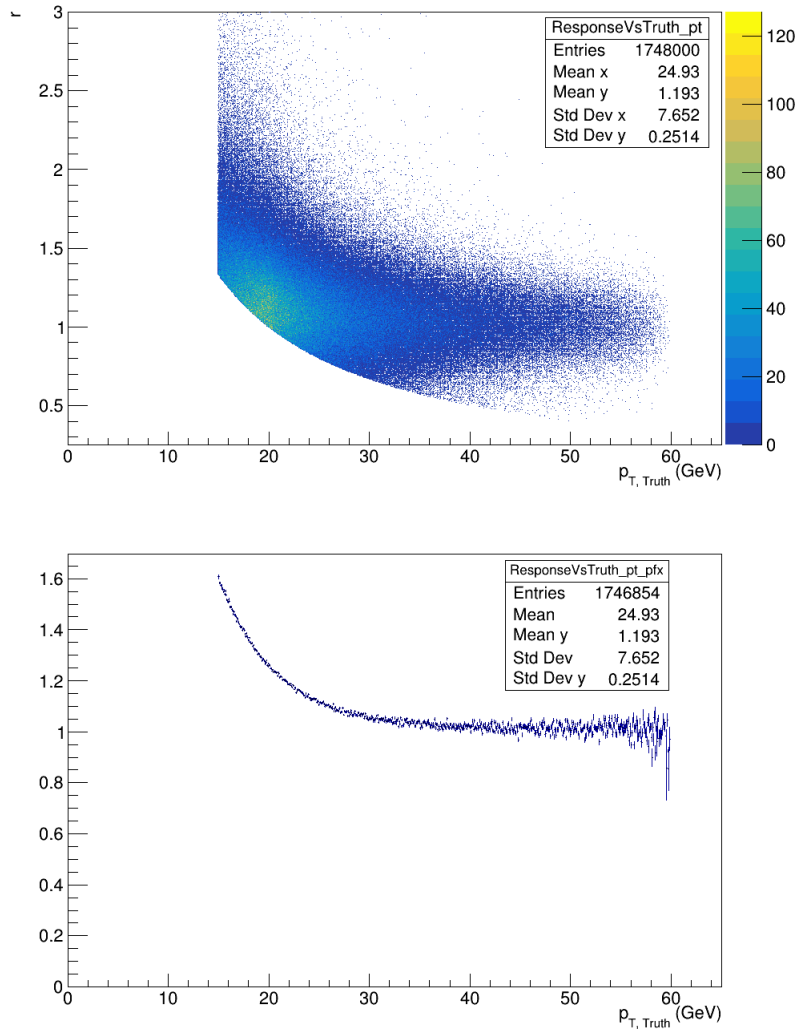 r
3
2.5
2
1.5
1
0.5
0 10 20 30 40 50 60
p_T, Truth (GeV)
ResponseVsTruth_pt
Entries 1748000
Mean x 24.93
Mean y 1.193
Std Dev x 7.652
Std Dev y 0.2514
120
100
80
60
40
20
0
1.6
1.4
1.2
1
0.8
0.6
0.4
0.2
0
0 10 20 30 40 50 60
p_T, Truth (GeV)
ResponseVsTruth_pt_pfx
Entries 1746854
Mean 24.93
Mean y 1.193
Std Dev 7.652
Std Dev y 0.2514